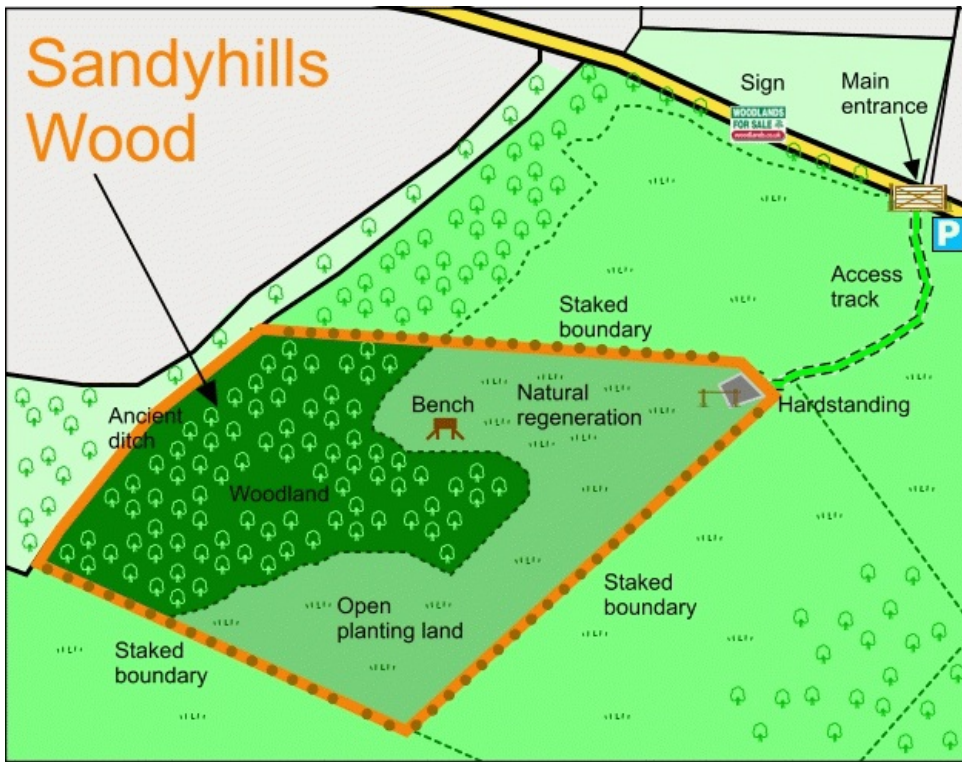 Sandyhills
Wood
Sign
Main
entrance
WOODLANDS
FOR SALE
woodlands.co.uk
P
Access
track
Staked
boundary
Ancient
ditch
Bench
Natural
regeneration
Hardstanding
Woodland
Open
planting land
Staked
boundary
Staked
boundary